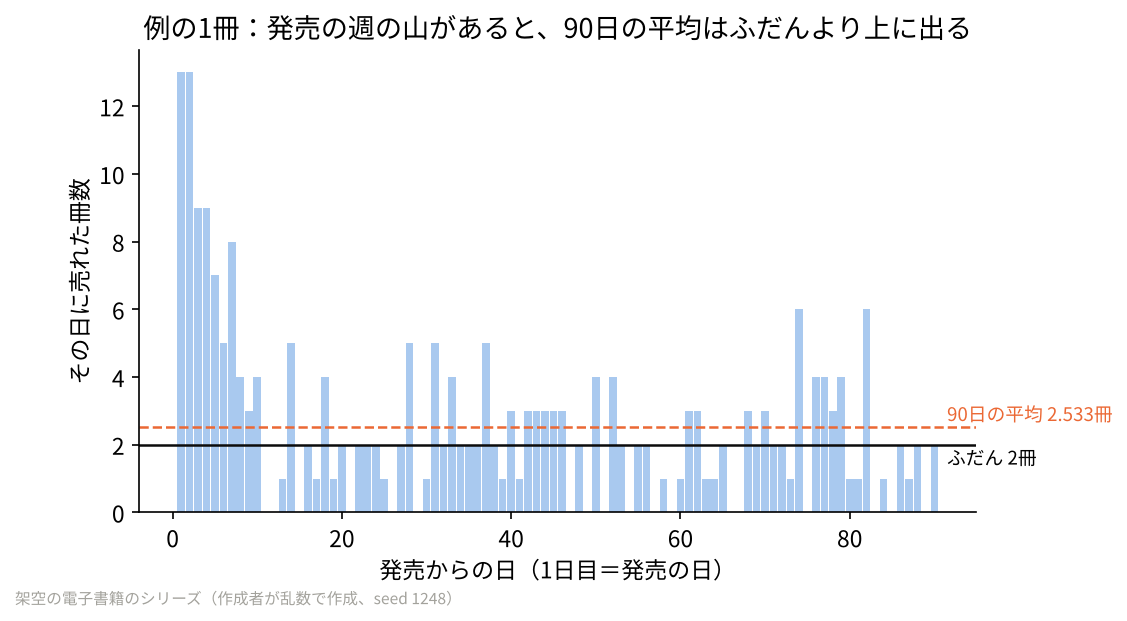 例の1冊：発売の週の山があると、90日の平均はふだんより上に出る
その日に売れた冊数
12
10
8
6
4
2
0
90日の平均 2.533冊
ふだん 2冊
0 20 40 60 80
発売からの日（1日目＝発売の日）
架空の電子書籍のシリーズ（作成者が乱数で作成、seed 1248）